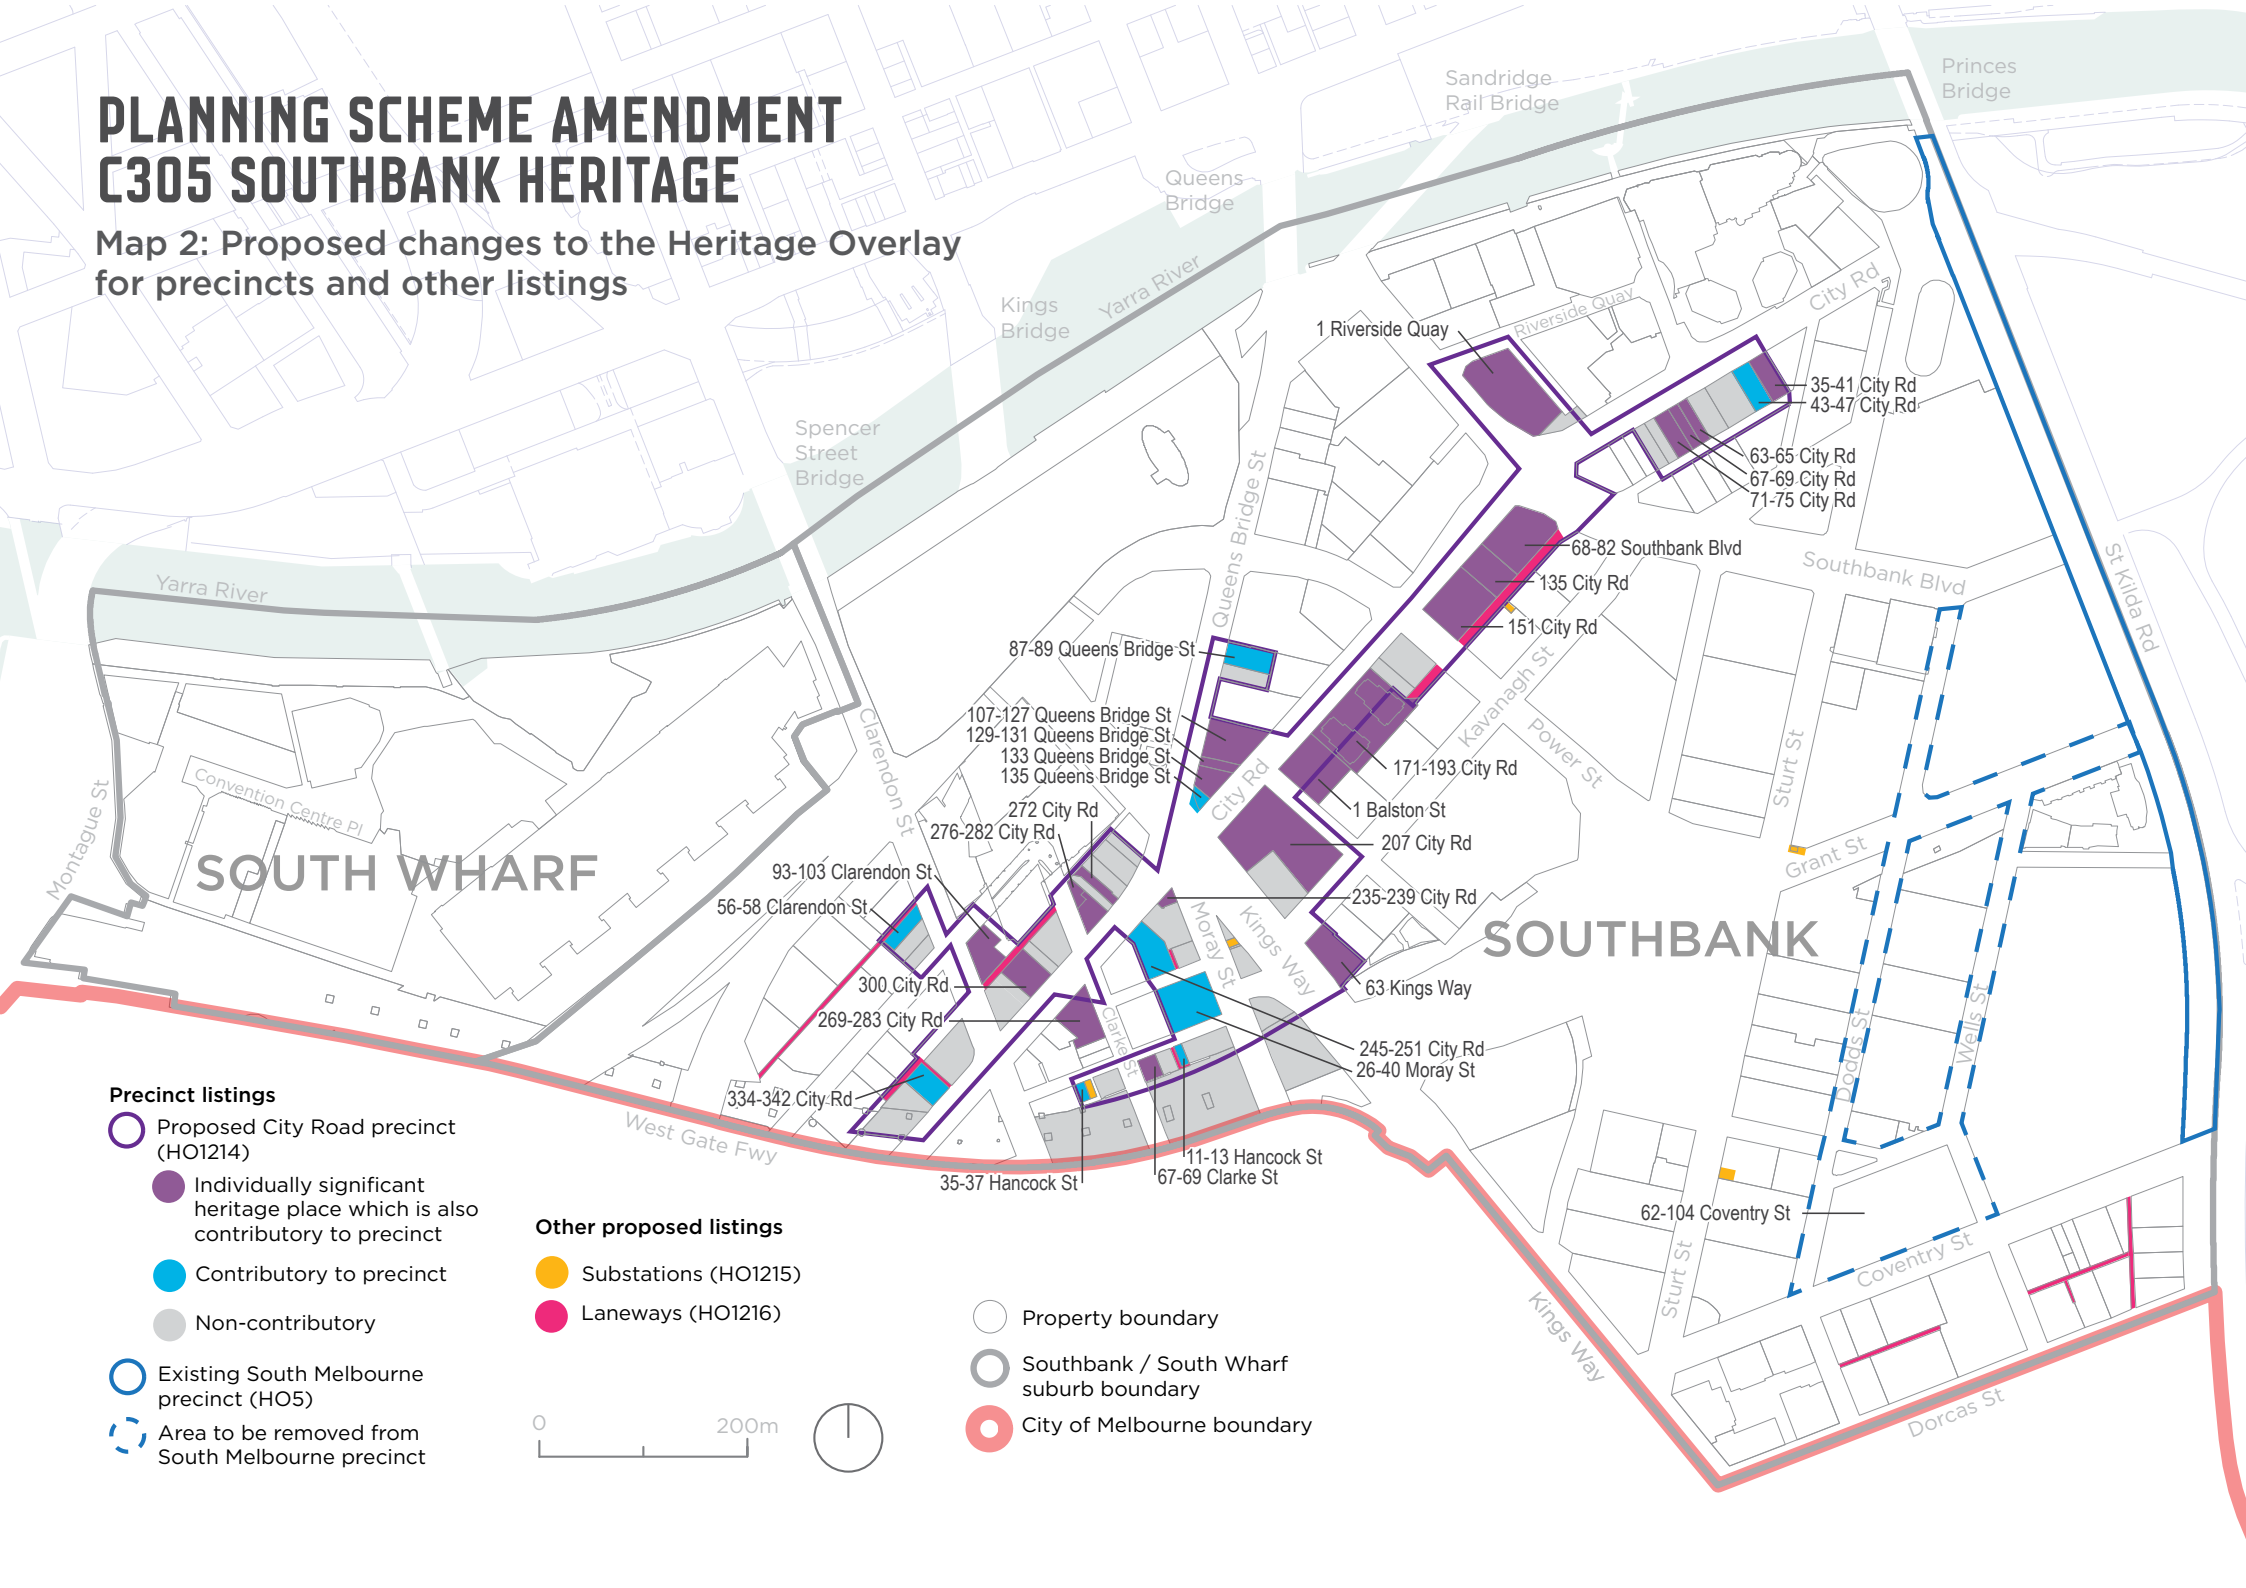 PLANNING SCHEME AMENDMENT
C305 SOUTHBANK HERITAGE
Map 2: Proposed changes to the Heritage Overlay
for precincts and other listings
Princes
Bridge
Sandridge
Rail Bridge
Queens
Bridge
Yarra River
Kings
Bridge
Spencer
Street
Bridge
Yarra River
Riverside Quay
City Rd
1 Riverside Quay
35-41 City Rd
43-47 City Rd
63-65 City Rd
67-69 City Rd
71-75 City Rd
Queens Bridge St
68-82 Southbank Blvd
135 City Rd
151 City Rd
Southbank Blvd
St Kilda Rd
87-89 Queens Bridge St
107-127 Queens Bridge St
129-131 Queens Bridge St
133 Queens Bridge St
135 Queens Bridge St
Kavanagh St
Power St
Sturt St
171-193 City Rd
1 Balston St
City Rd
207 City Rd
Grant St
272 City Rd
276-282 City Rd
Clarendon St
Convention Centre Pl
Montague St
SOUTH WHARF
93-103 Clarendon St
56-58 Clarendon St
235-239 City Rd
Moray St
Kings Way
SOUTHBANK
63 Kings Way
300 City Rd
269-283 City Rd
Clarke St
245-251 City Rd
26-40 Moray St
Dodds St
Wells St
334-342 City Rd
West Gate Fwy
11-13 Hancock St
67-69 Clarke St
35-37 Hancock St
62-104 Coventry St
Coventry St
Sturt St
Kings Way
Dorcas St
Precinct listings
Proposed City Road precinct
(HO1214)
Individually significant
heritage place which is also
contributory to precinct
Contributory to precinct
Non-contributory
Existing South Melbourne
precinct (HO5)
Area to be removed from
South Melbourne precinct
Other proposed listings
Substations (HO1215)
Laneways (HO1216)
0 200m
Property boundary
Southbank / South Wharf
suburb boundary
City of Melbourne boundary